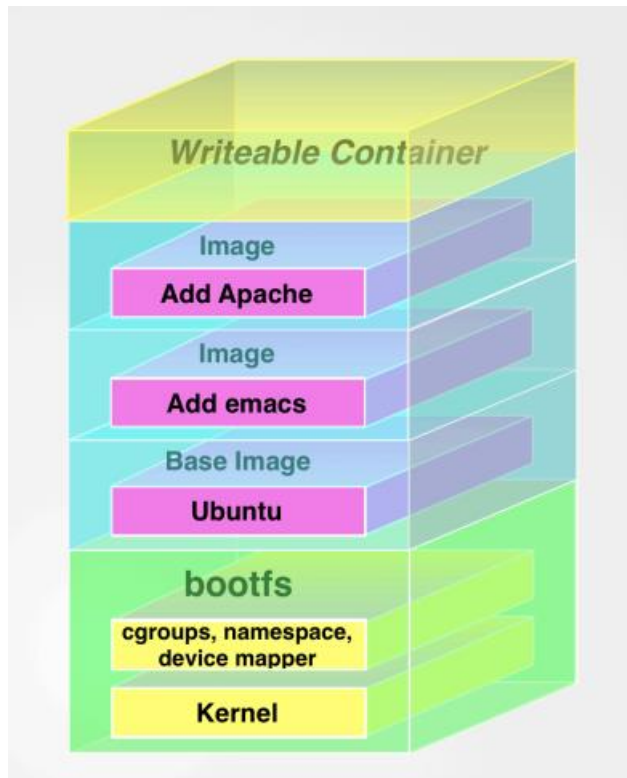 Writeable Container
Image
Add Apache
Image
Add emacs
Base Image
Ubuntu
bootfs
cgroups, namespace,
device mapper
Kernel